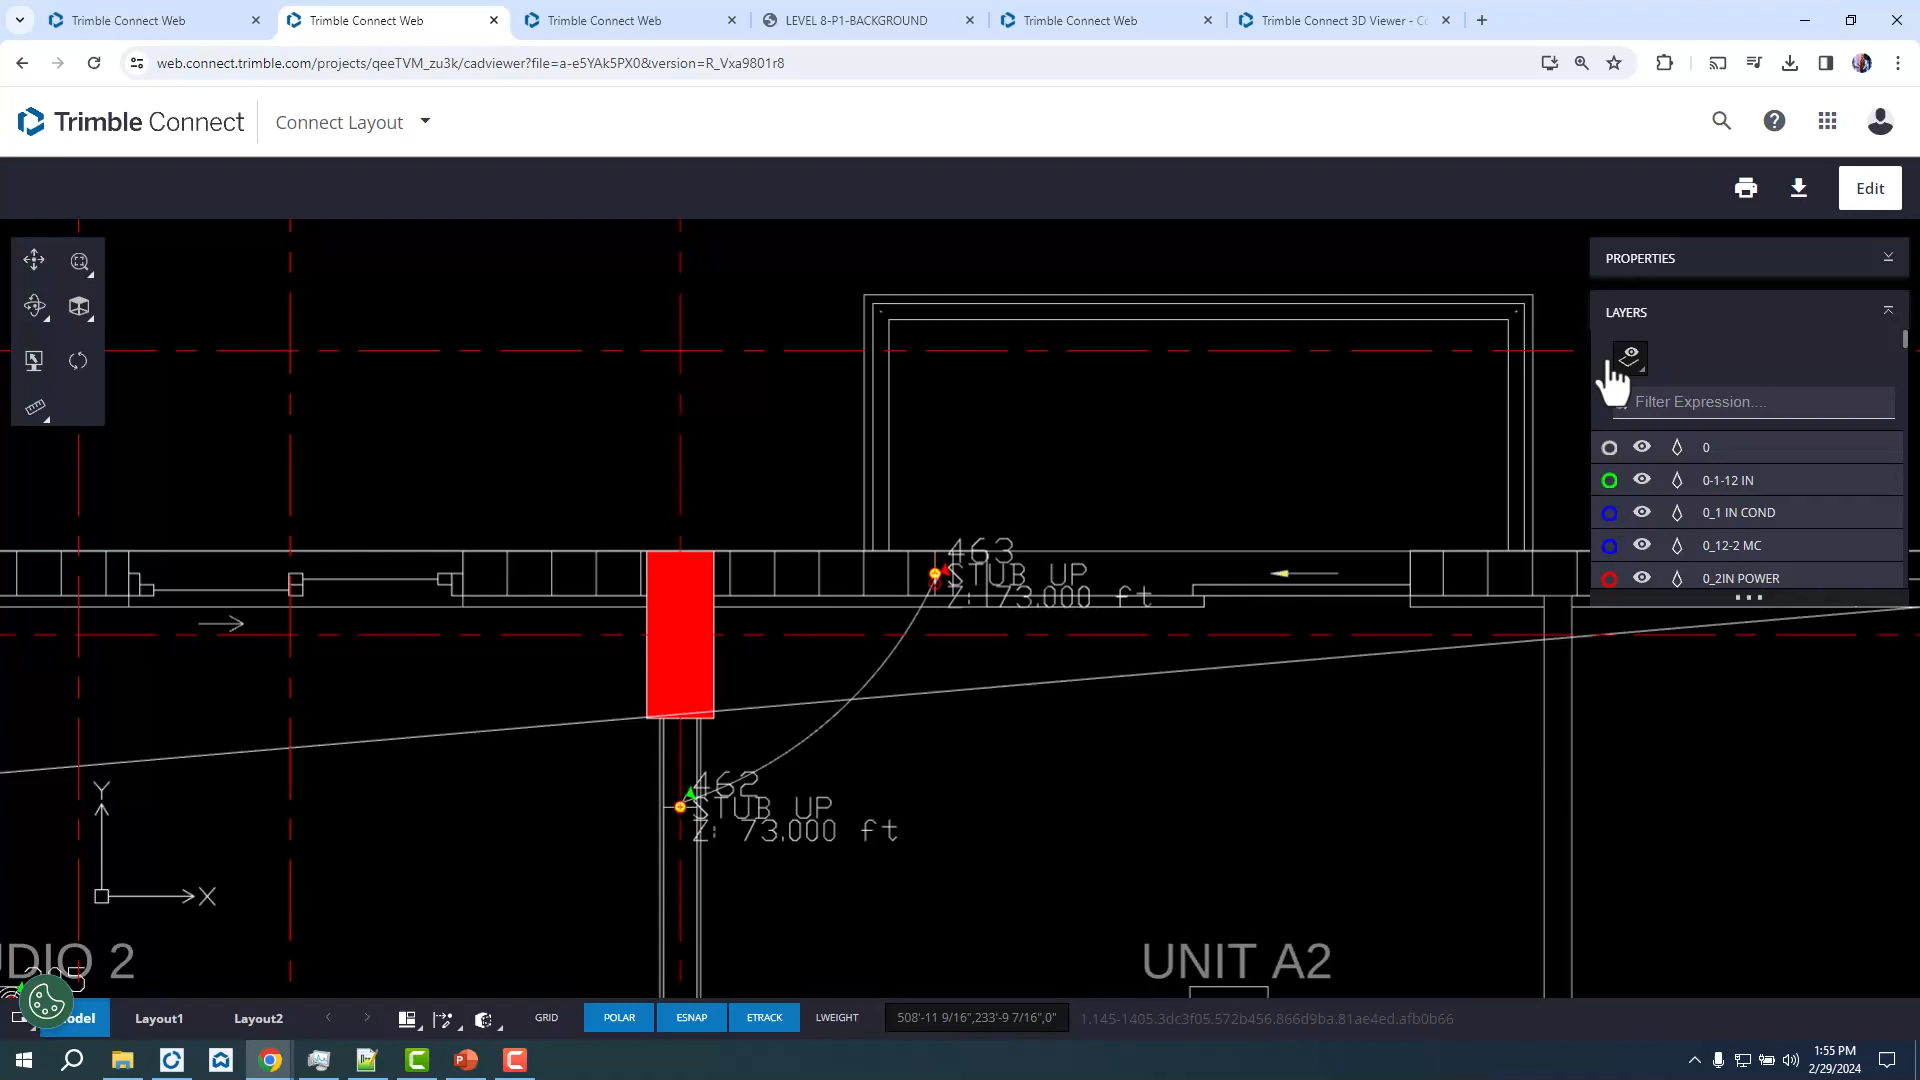 Trimble Connect Web
Trimble Connect Web
Trimble Connect Web
LEVEL 8-P1-BACKGROUND
Trimble Connect Web
Trimble Connect 3D Viewer - C
web.connect.trimble.com/projects/qeeTVM_zu3k/cadviewer?file=a-e5YAk5PX0&version=R_Vxa9801r8
Trimble Connect
Connect Layout
Edit
PROPERTIES
LAYERS
Filter Expression....
0
0-1-12 IN
0_1 IN COND
0_12-2 MC
0_2IN POWER
463
STUB UP
Z: 173.000 ft
462
STUB UP
Z: 73.000 ft
Y
X
UDIO 2
UNIT A2
odel
Layout1
Layout2
GRID
POLAR
ESNAP
ETRACK
LWEIGHT
508'-11 9/16",233'-9 7/16",0"
1.145-1405.3dc3f05.572b456.866d9ba.81ae4ed.afb0b66
1:55 PM
2/29/2024